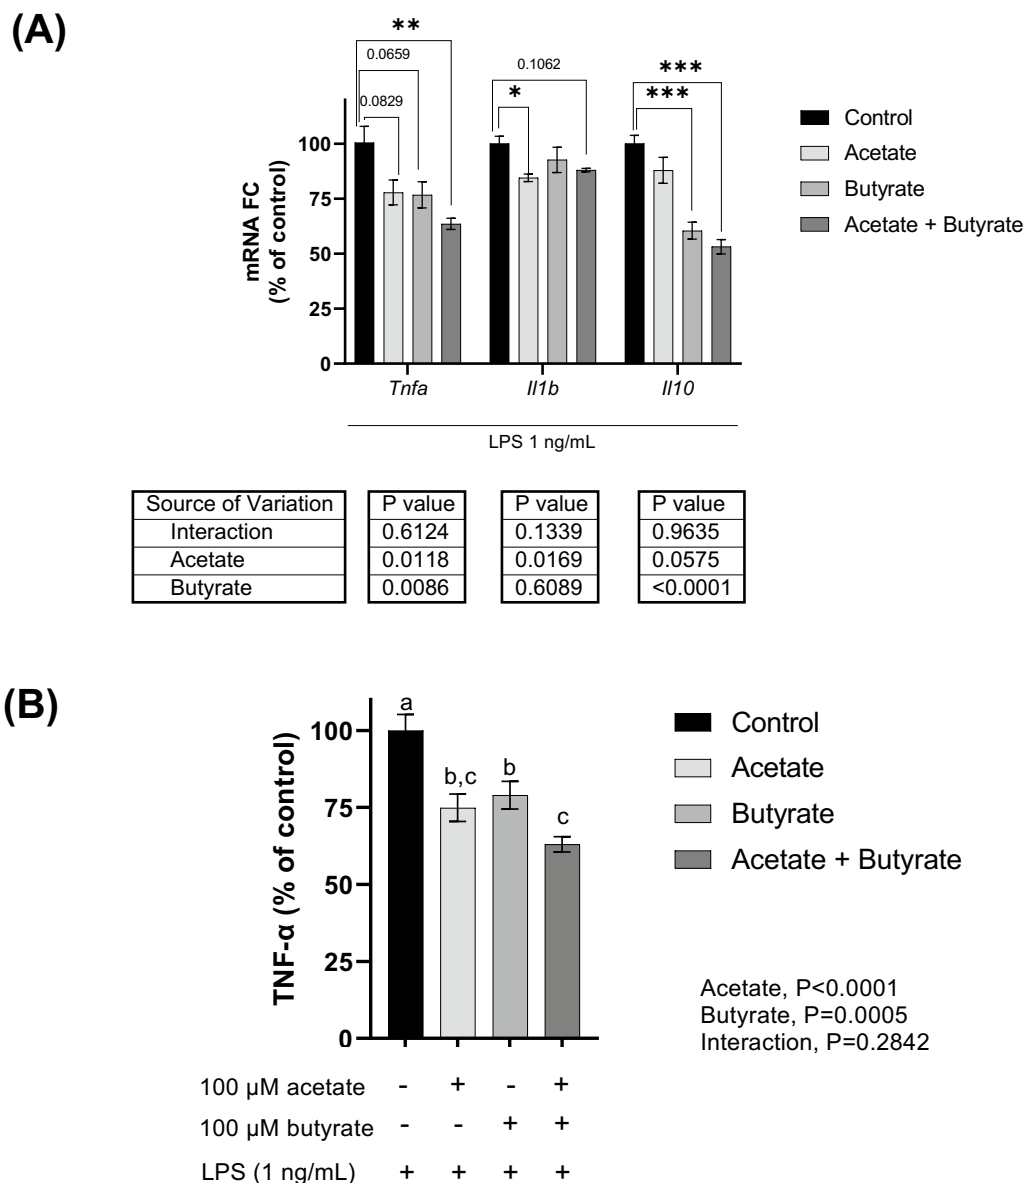 (A)
**
0.0659
0.0829
0.1062
*
***
***
mRNA FC
(% of control)
100
75
50
25
0
Tnfa Il1b Il10
LPS 1 ng/mL
Control
Acetate
Butyrate
Acetate + Butyrate
Source of Variation P value P value P value
Interaction 0.6124 0.1339 0.9635
Acetate 0.0118 0.0169 0.0575
Butyrate 0.0086 0.6089 <0.0001
(B)
TNF-α (% of control)
100
75
50
25
0
a
b,c
b
c
Control
Acetate
Butyrate
Acetate + Butyrate
Acetate, P<0.0001
Butyrate, P=0.0005
Interaction, P=0.2842
100 µM acetate - + - +
100 µM butyrate - - + +
LPS (1 ng/mL) + + + +